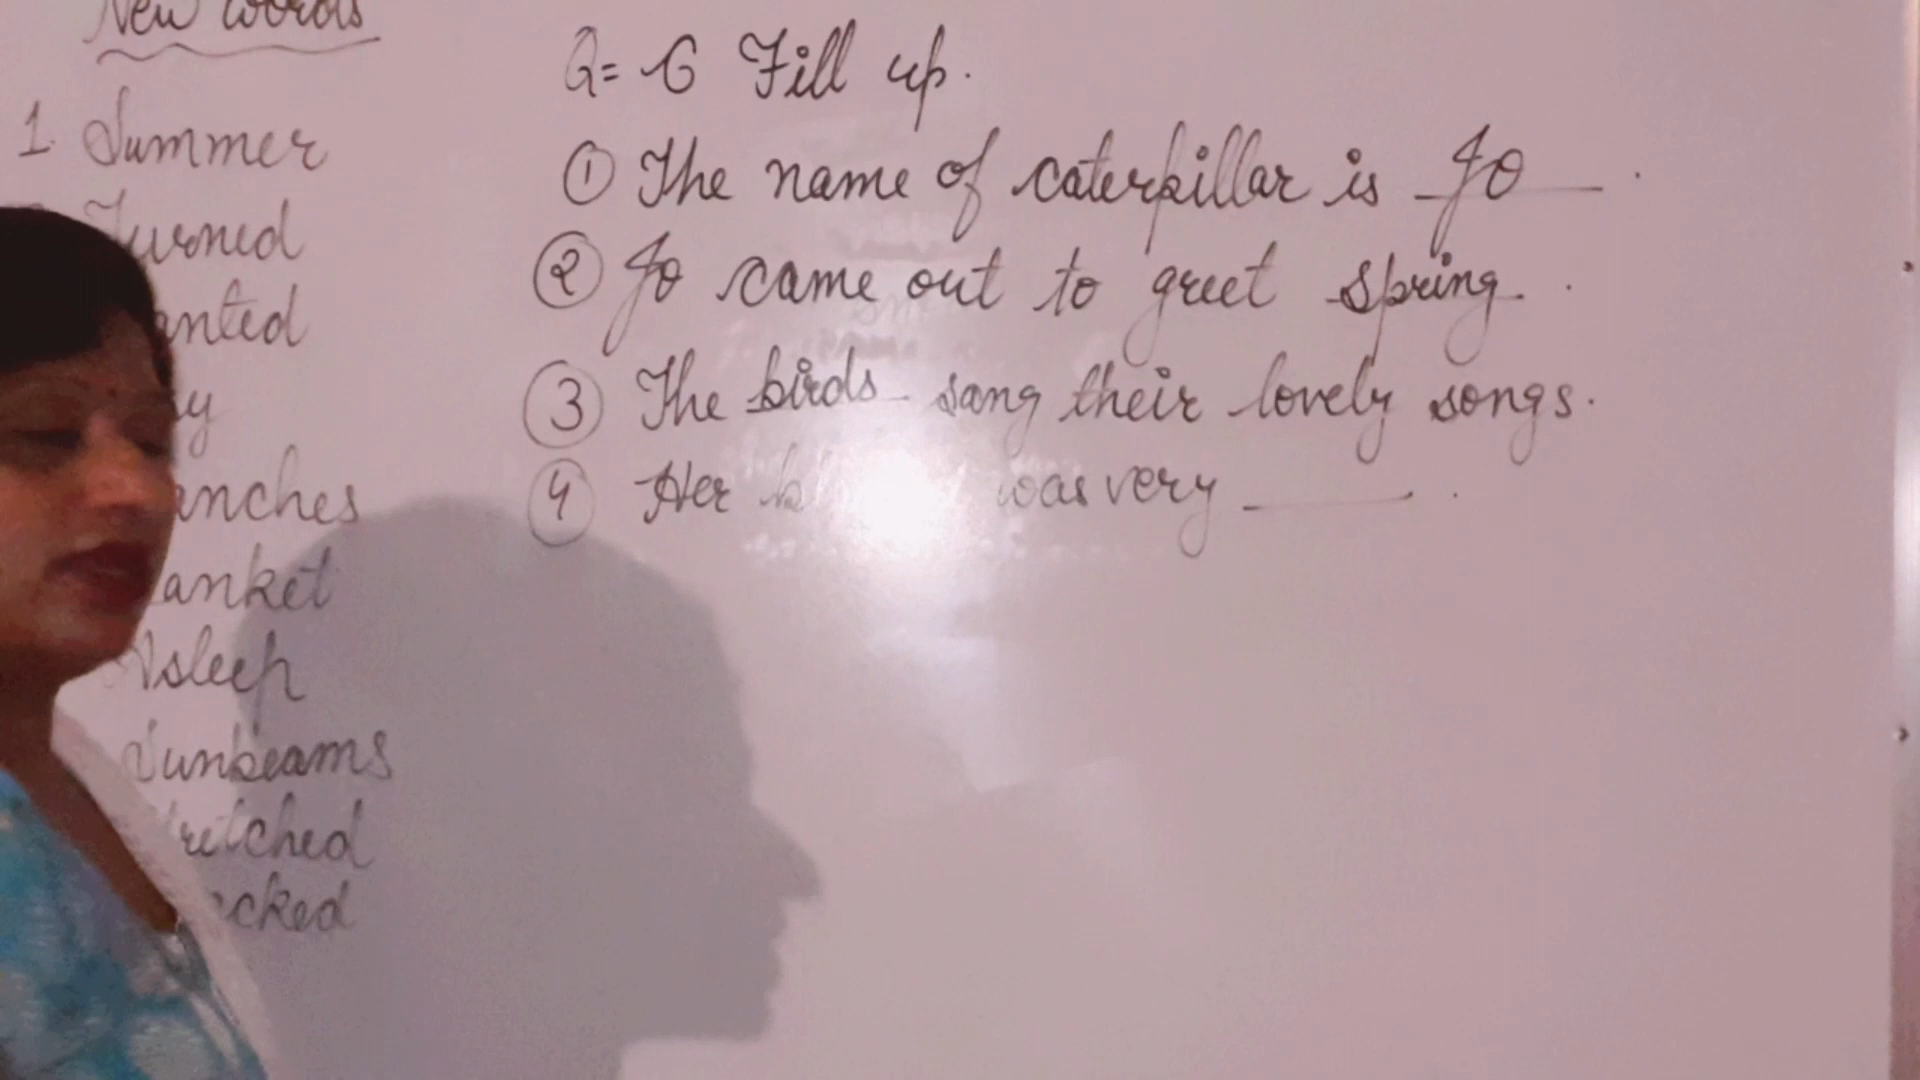 New words
1. Summer
Turned
anted
y
anches
lanket
Asleep
Sunbeams
tretched
cked
Q= 6 Fill up.
① The name of caterpillar is Jo.
② Jo came out to greet spring.
③ The birds sang their lovely songs.
④ Her was very ______.